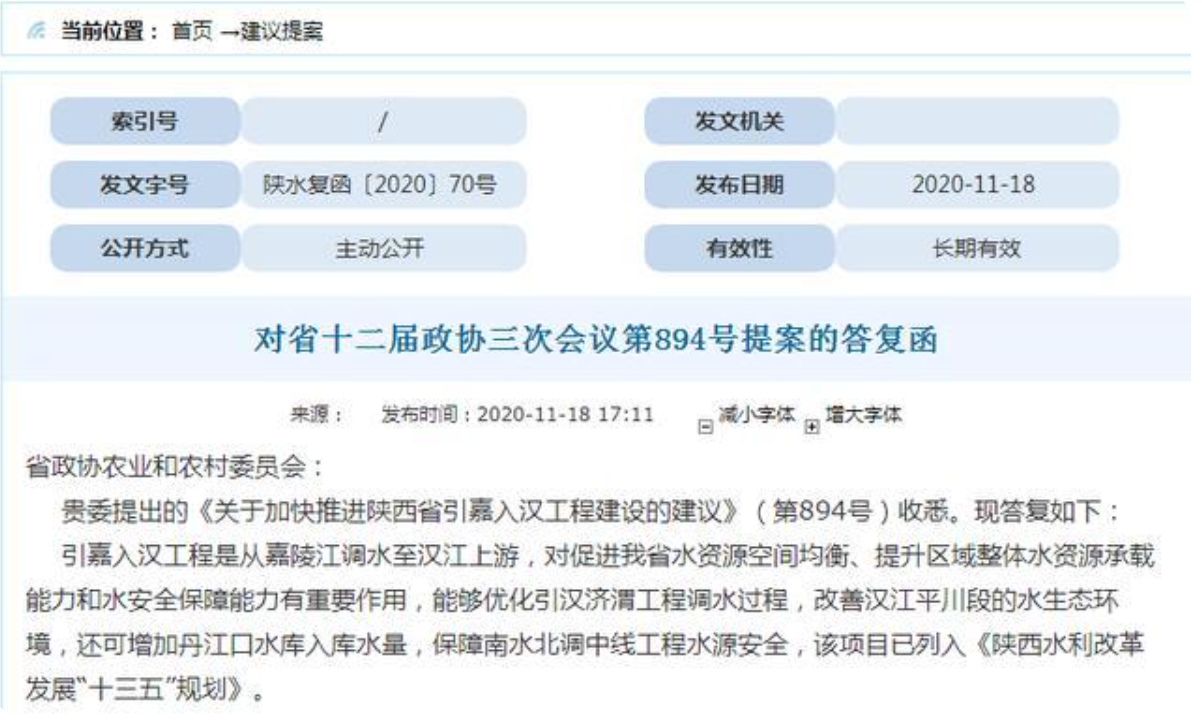 当前位置： 首页 →建议提案
索引号 / 发文机关
发文字号 陕水复函〔2020〕70号 发布日期 2020-11-18
公开方式 主动公开 有效性 长期有效
对省十二届政协三次会议第894号提案的答复函
来源： 发布时间：2020-11-18 17:11 减小字体 增大字体
省政协农业和农村委员会：
贵委提出的《关于加快推进陕西省引嘉入汉工程建设的建议》（第894号）收悉。现答复如下：
引嘉入汉工程是从嘉陵江调水至汉江上游，对促进我省水资源空间均衡、提升区域整体水资源承载
能力和水安全保障能力有重要作用，能够优化引汉济渭工程调水过程，改善汉江平川段的水生态环
境，还可增加丹江口水库入库水量，保障南水北调中线工程水源安全，该项目已列入《陕西水利改革
发展“十三五”规划》。